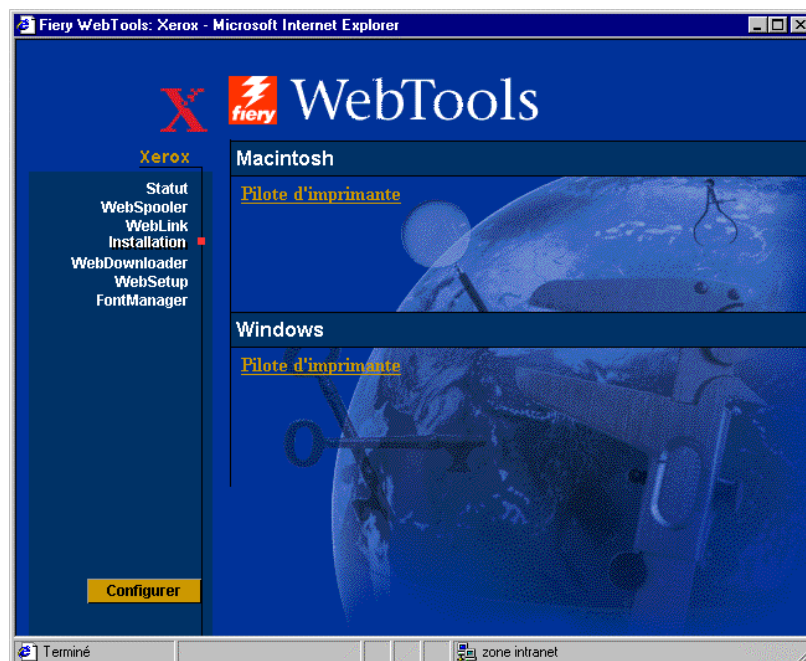 Fiery WebTools: Xerox - Microsoft Internet Explorer
X
fiery
WebTools
Xerox
Statut
WebSpooler
WebLink
Installation
WebDownloader
WebSetup
FontManager
Configurer
Macintosh
Pilote d'imprimante
Windows
Pilote d'imprimante
Terminé
zone intranet